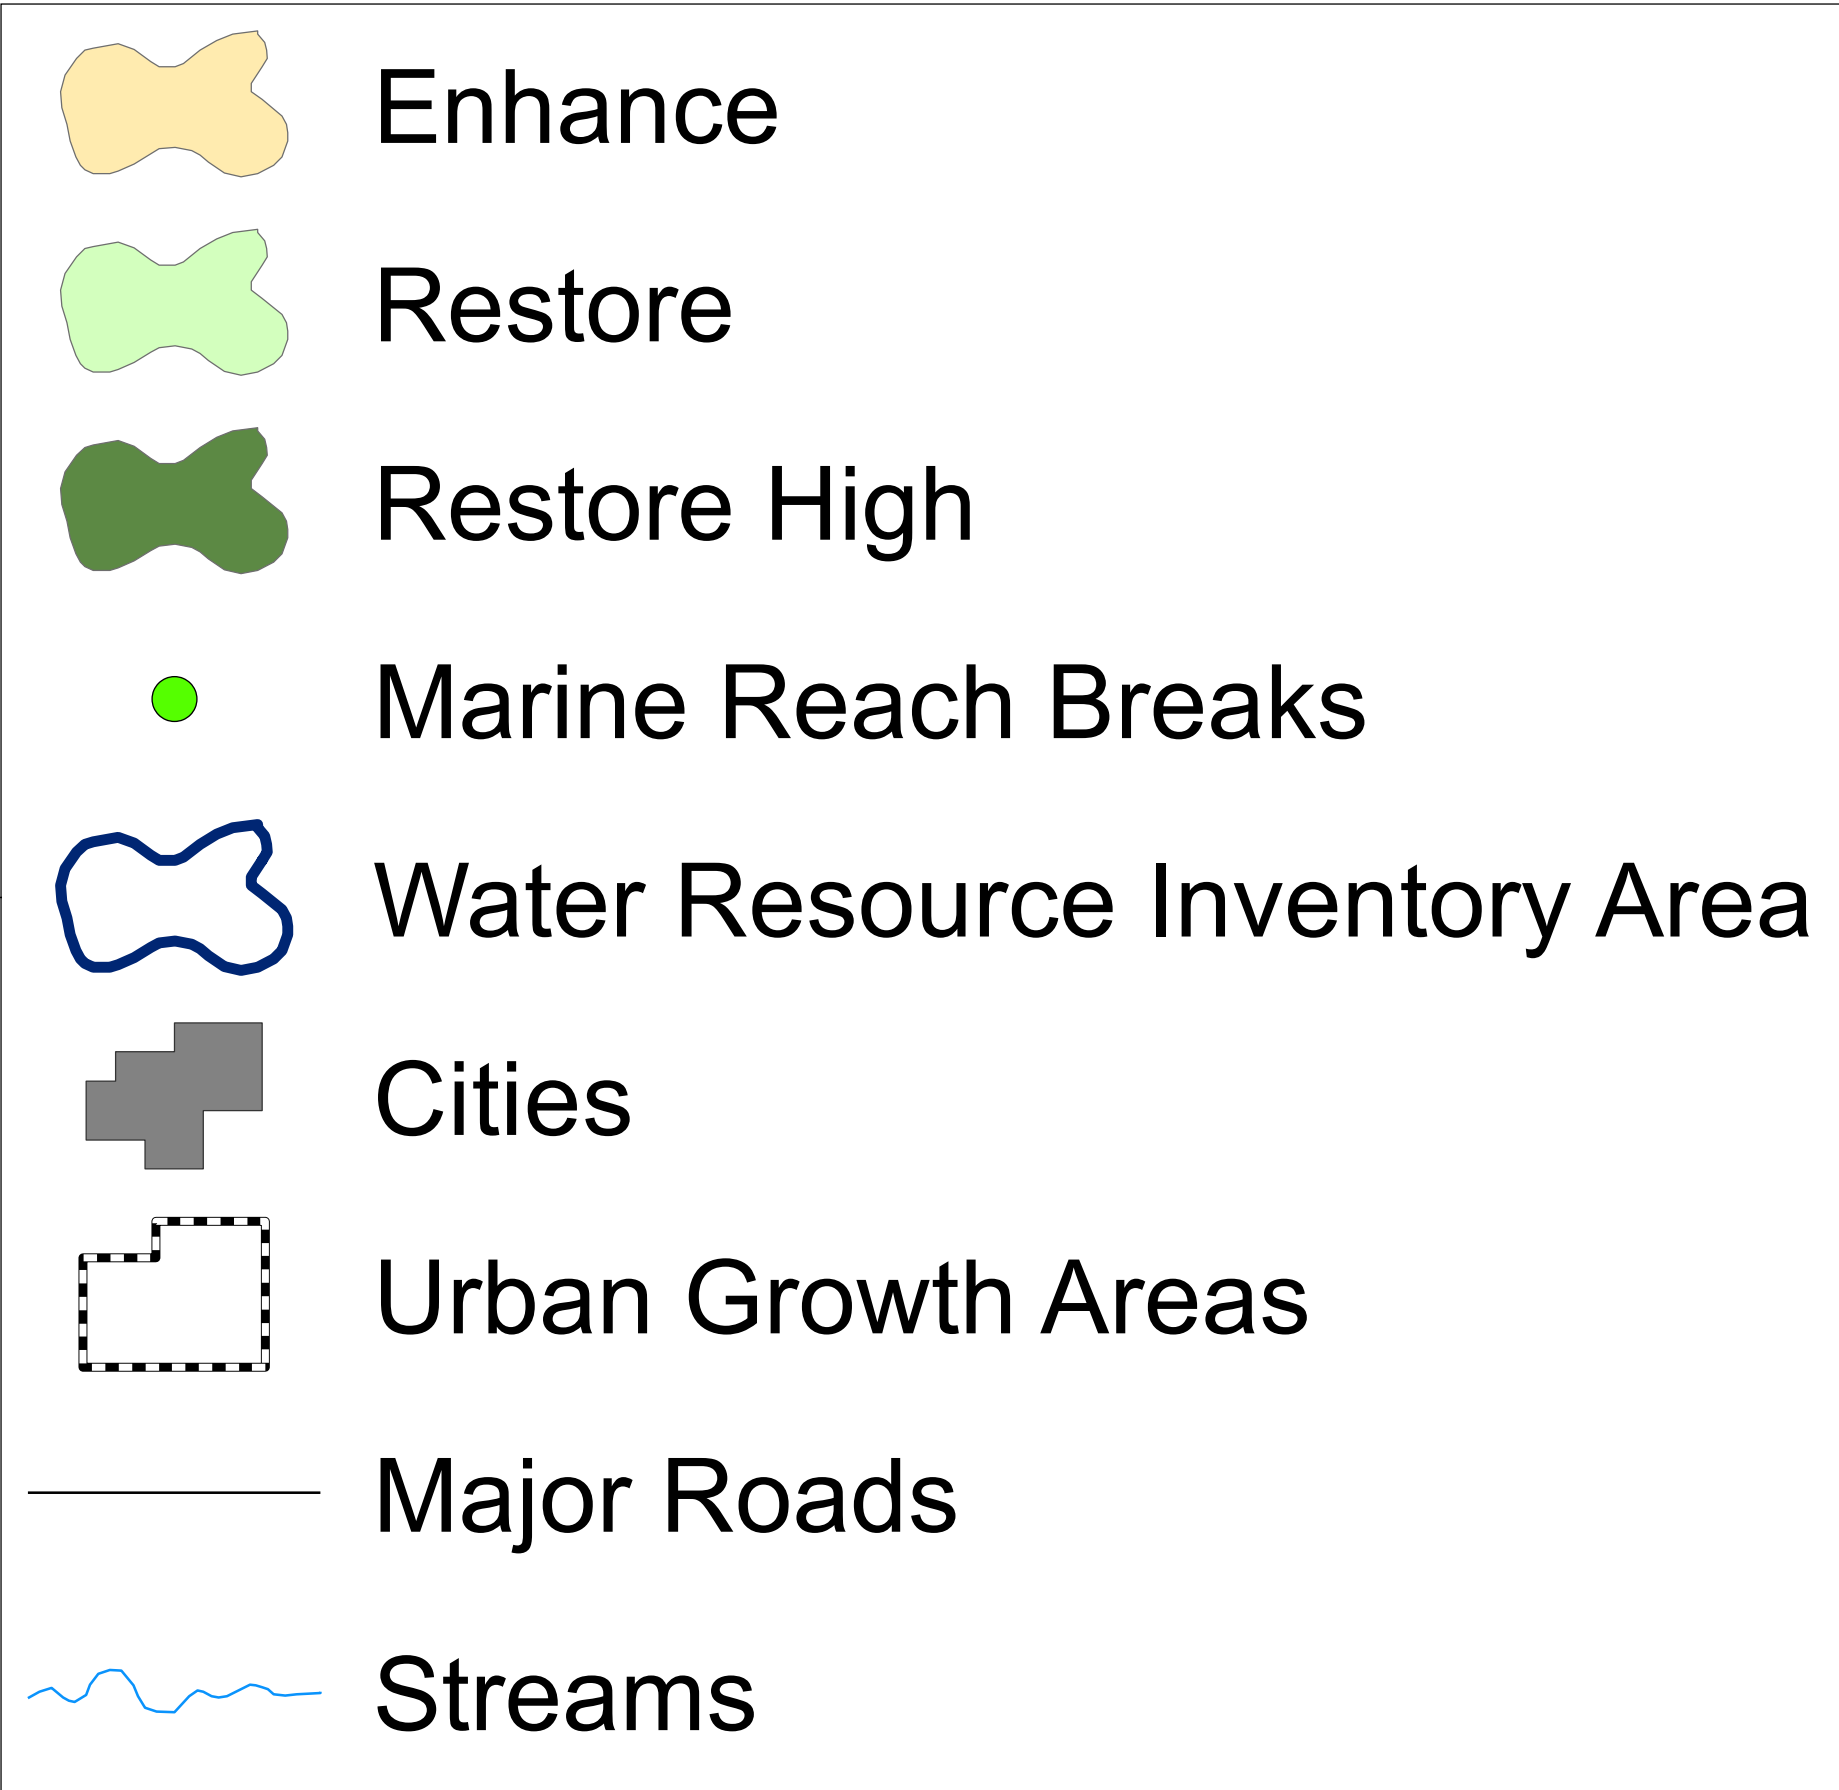 Enhance
Restore
Restore High
Marine Reach Breaks
Water Resource Inventory Area
Cities
Urban Growth Areas
Major Roads
Streams